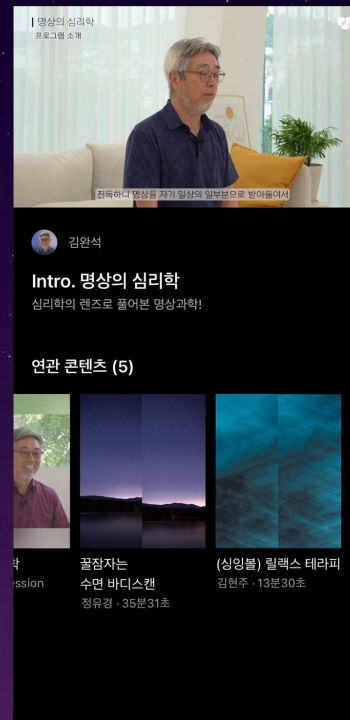 명상의 심리학
프로그램 소개
진득하니 명상을 자기 일상의 일부분으로 받아들여서
김완석
Intro. 명상의 심리학
심리학의 렌즈로 풀어본 명상과학!
연관 콘텐츠 (5)
꿀잠자는
수면 바디스캔
정유경 · 35분31초
(싱잉볼) 릴랙스 테라피
김현주 · 13분30초